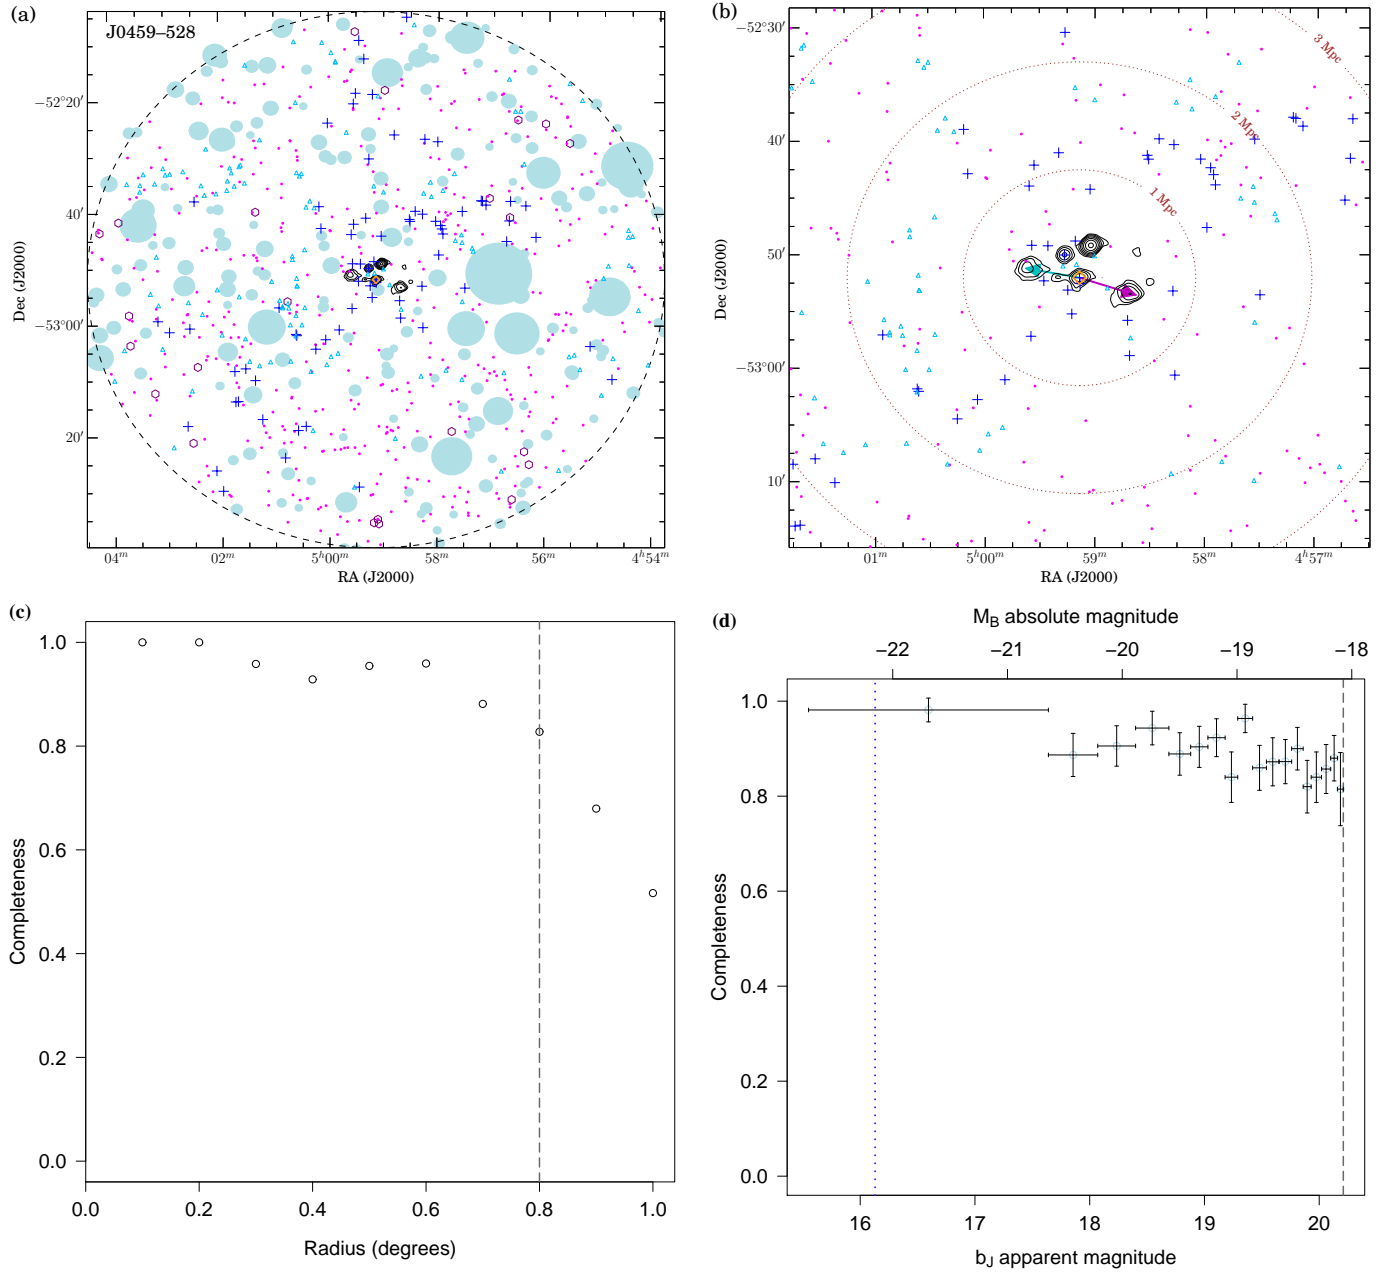 (a)
J0459–528
−52°20′
40′
−53°00′
20′
Dec (J2000)
04ᵐ
02ᵐ
5ʰ00ᵐ
58ᵐ
56ᵐ
4ʰ54ᵐ
RA (J2000)
(b)
−52°30′
40′
50′
−53°00′
10′
Dec (J2000)
3 Mpc
2 Mpc
1 Mpc
01ᵐ
5ʰ00ᵐ
59ᵐ
58ᵐ
4ʰ57ᵐ
RA (J2000)
(c)
1.0
0.8
0.6
0.4
0.2
0.0
Completeness
0.0 0.2 0.4 0.6 0.8 1.0
Radius (degrees)
(d)
M_B absolute magnitude
−22 −21 −20 −19 −18
1.0
0.8
0.6
0.4
0.2
0.0
Completeness
16 17 18 19 20
b_J apparent magnitude